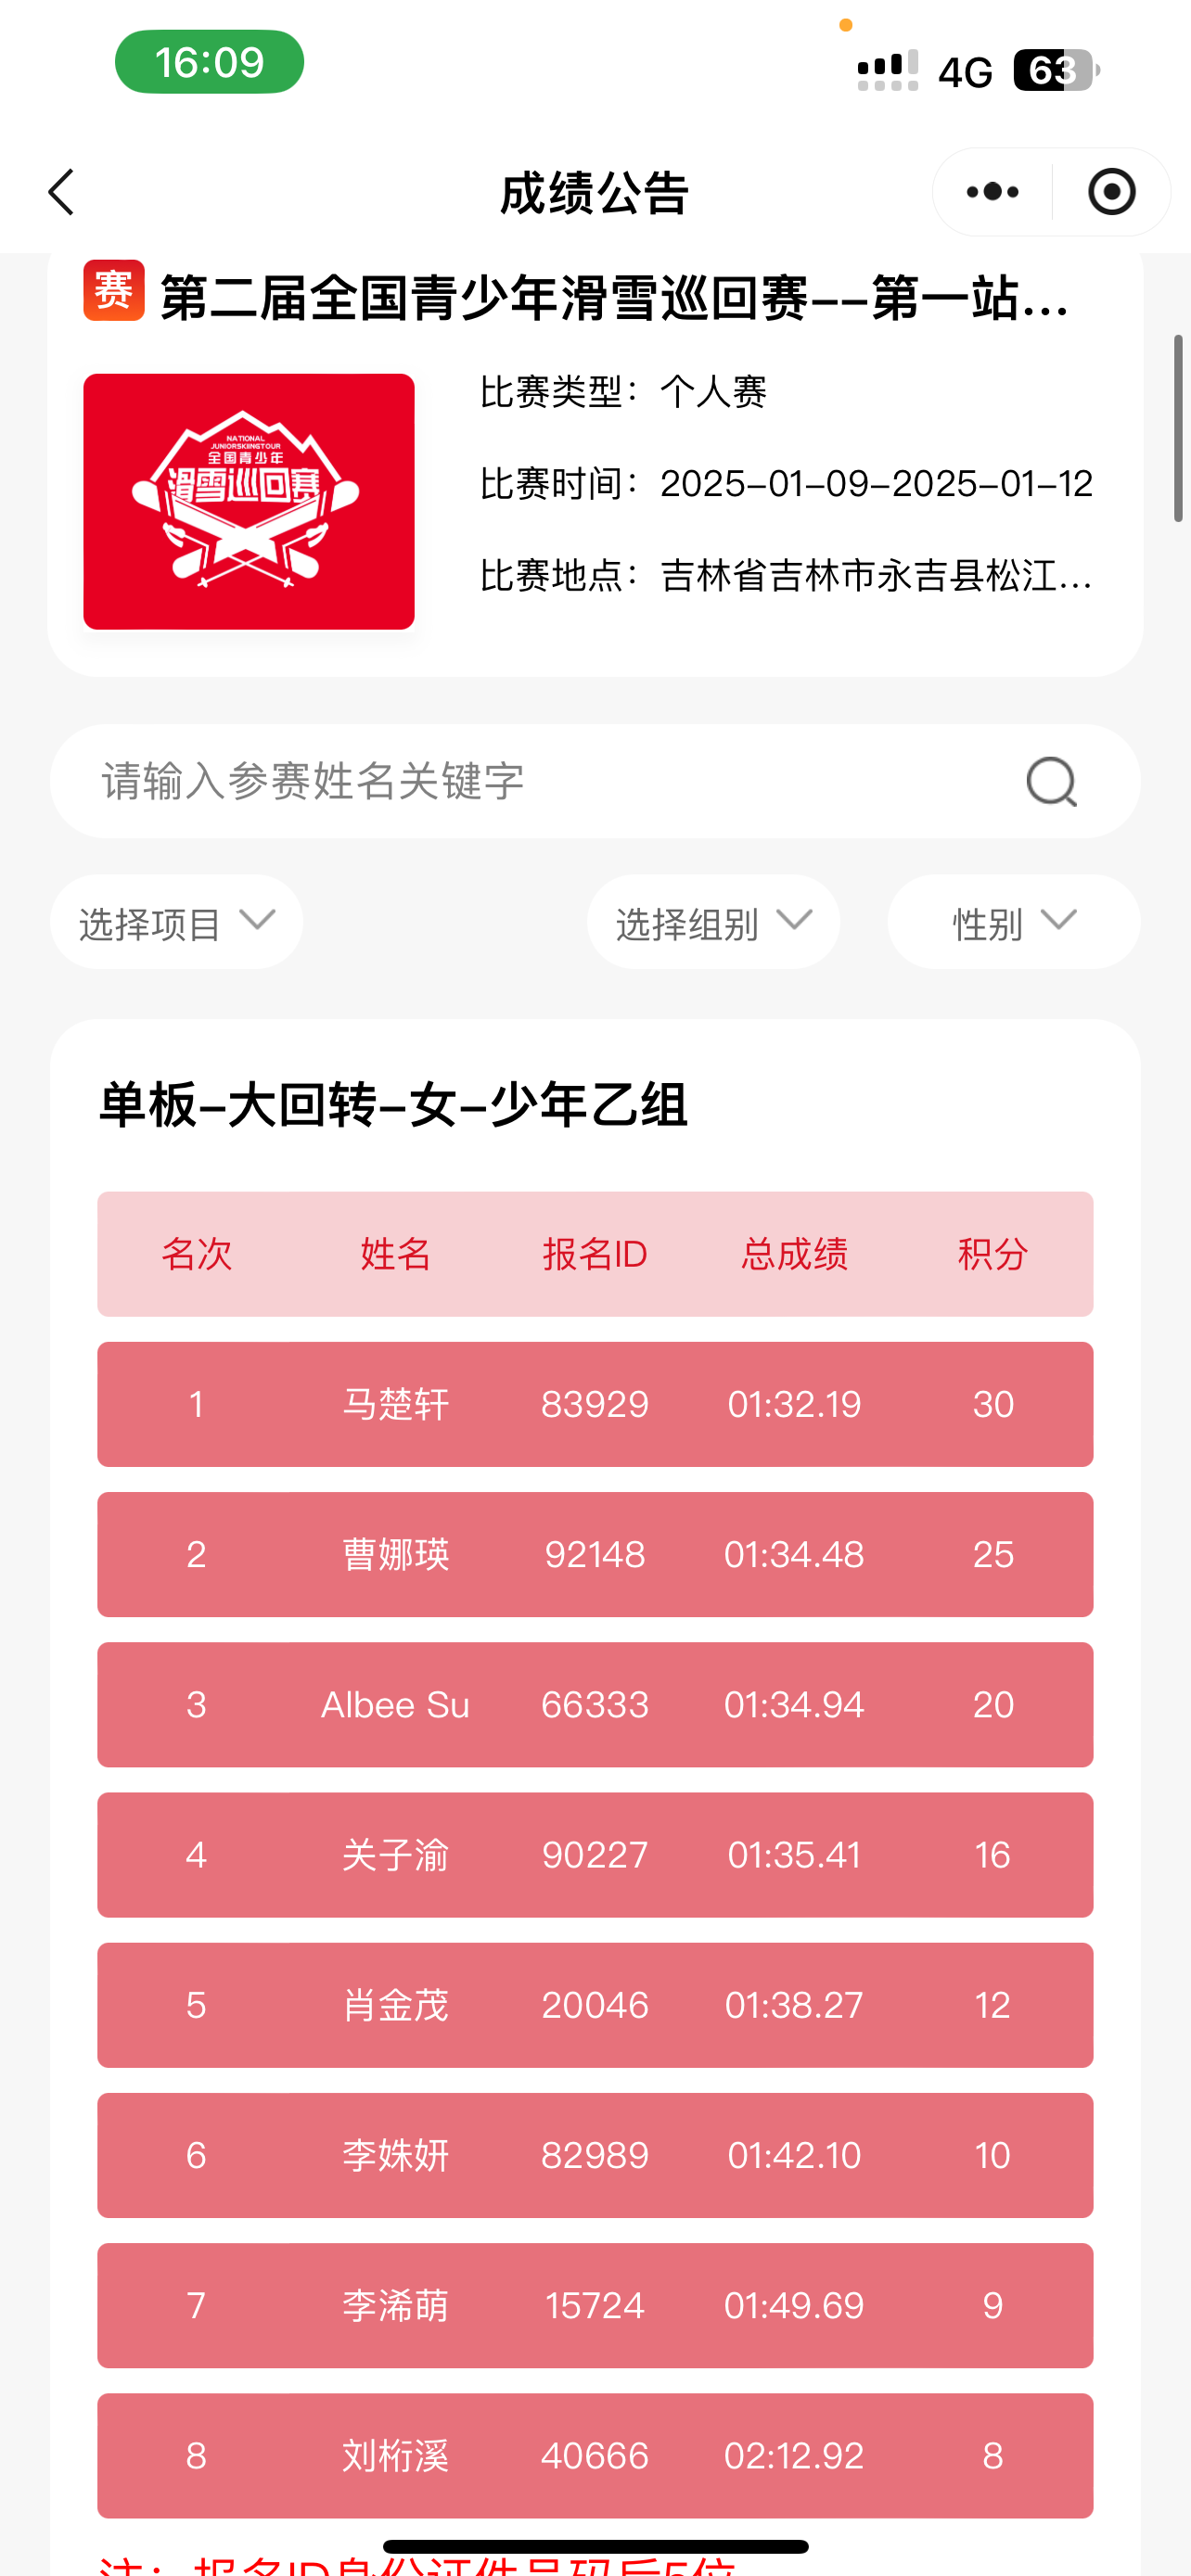 16:09
4G 63
成绩公告
赛 第二届全国青少年滑雪巡回赛--第一站...
NATIONAL
JUNIORSKIINGTOUR
全国青少年
滑雪巡回赛
比赛类型：个人赛
比赛时间：2025-01-09-2025-01-12
比赛地点：吉林省吉林市永吉县松江...
请输入参赛姓名关键字
选择项目 选择组别 性别
单板-大回转-女-少年乙组
名次 姓名 报名ID 总成绩 积分
1 马楚轩 83929 01:32.19 30
2 曹娜瑛 92148 01:34.48 25
3 Albee Su 66333 01:34.94 20
4 关子渝 90227 01:35.41 16
5 肖金茂 20046 01:38.27 12
6 李姝妍 82989 01:42.10 10
7 李浠萌 15724 01:49.69 9
8 刘桁溪 40666 02:12.92 8
注：报名ID身份证件号码后5位